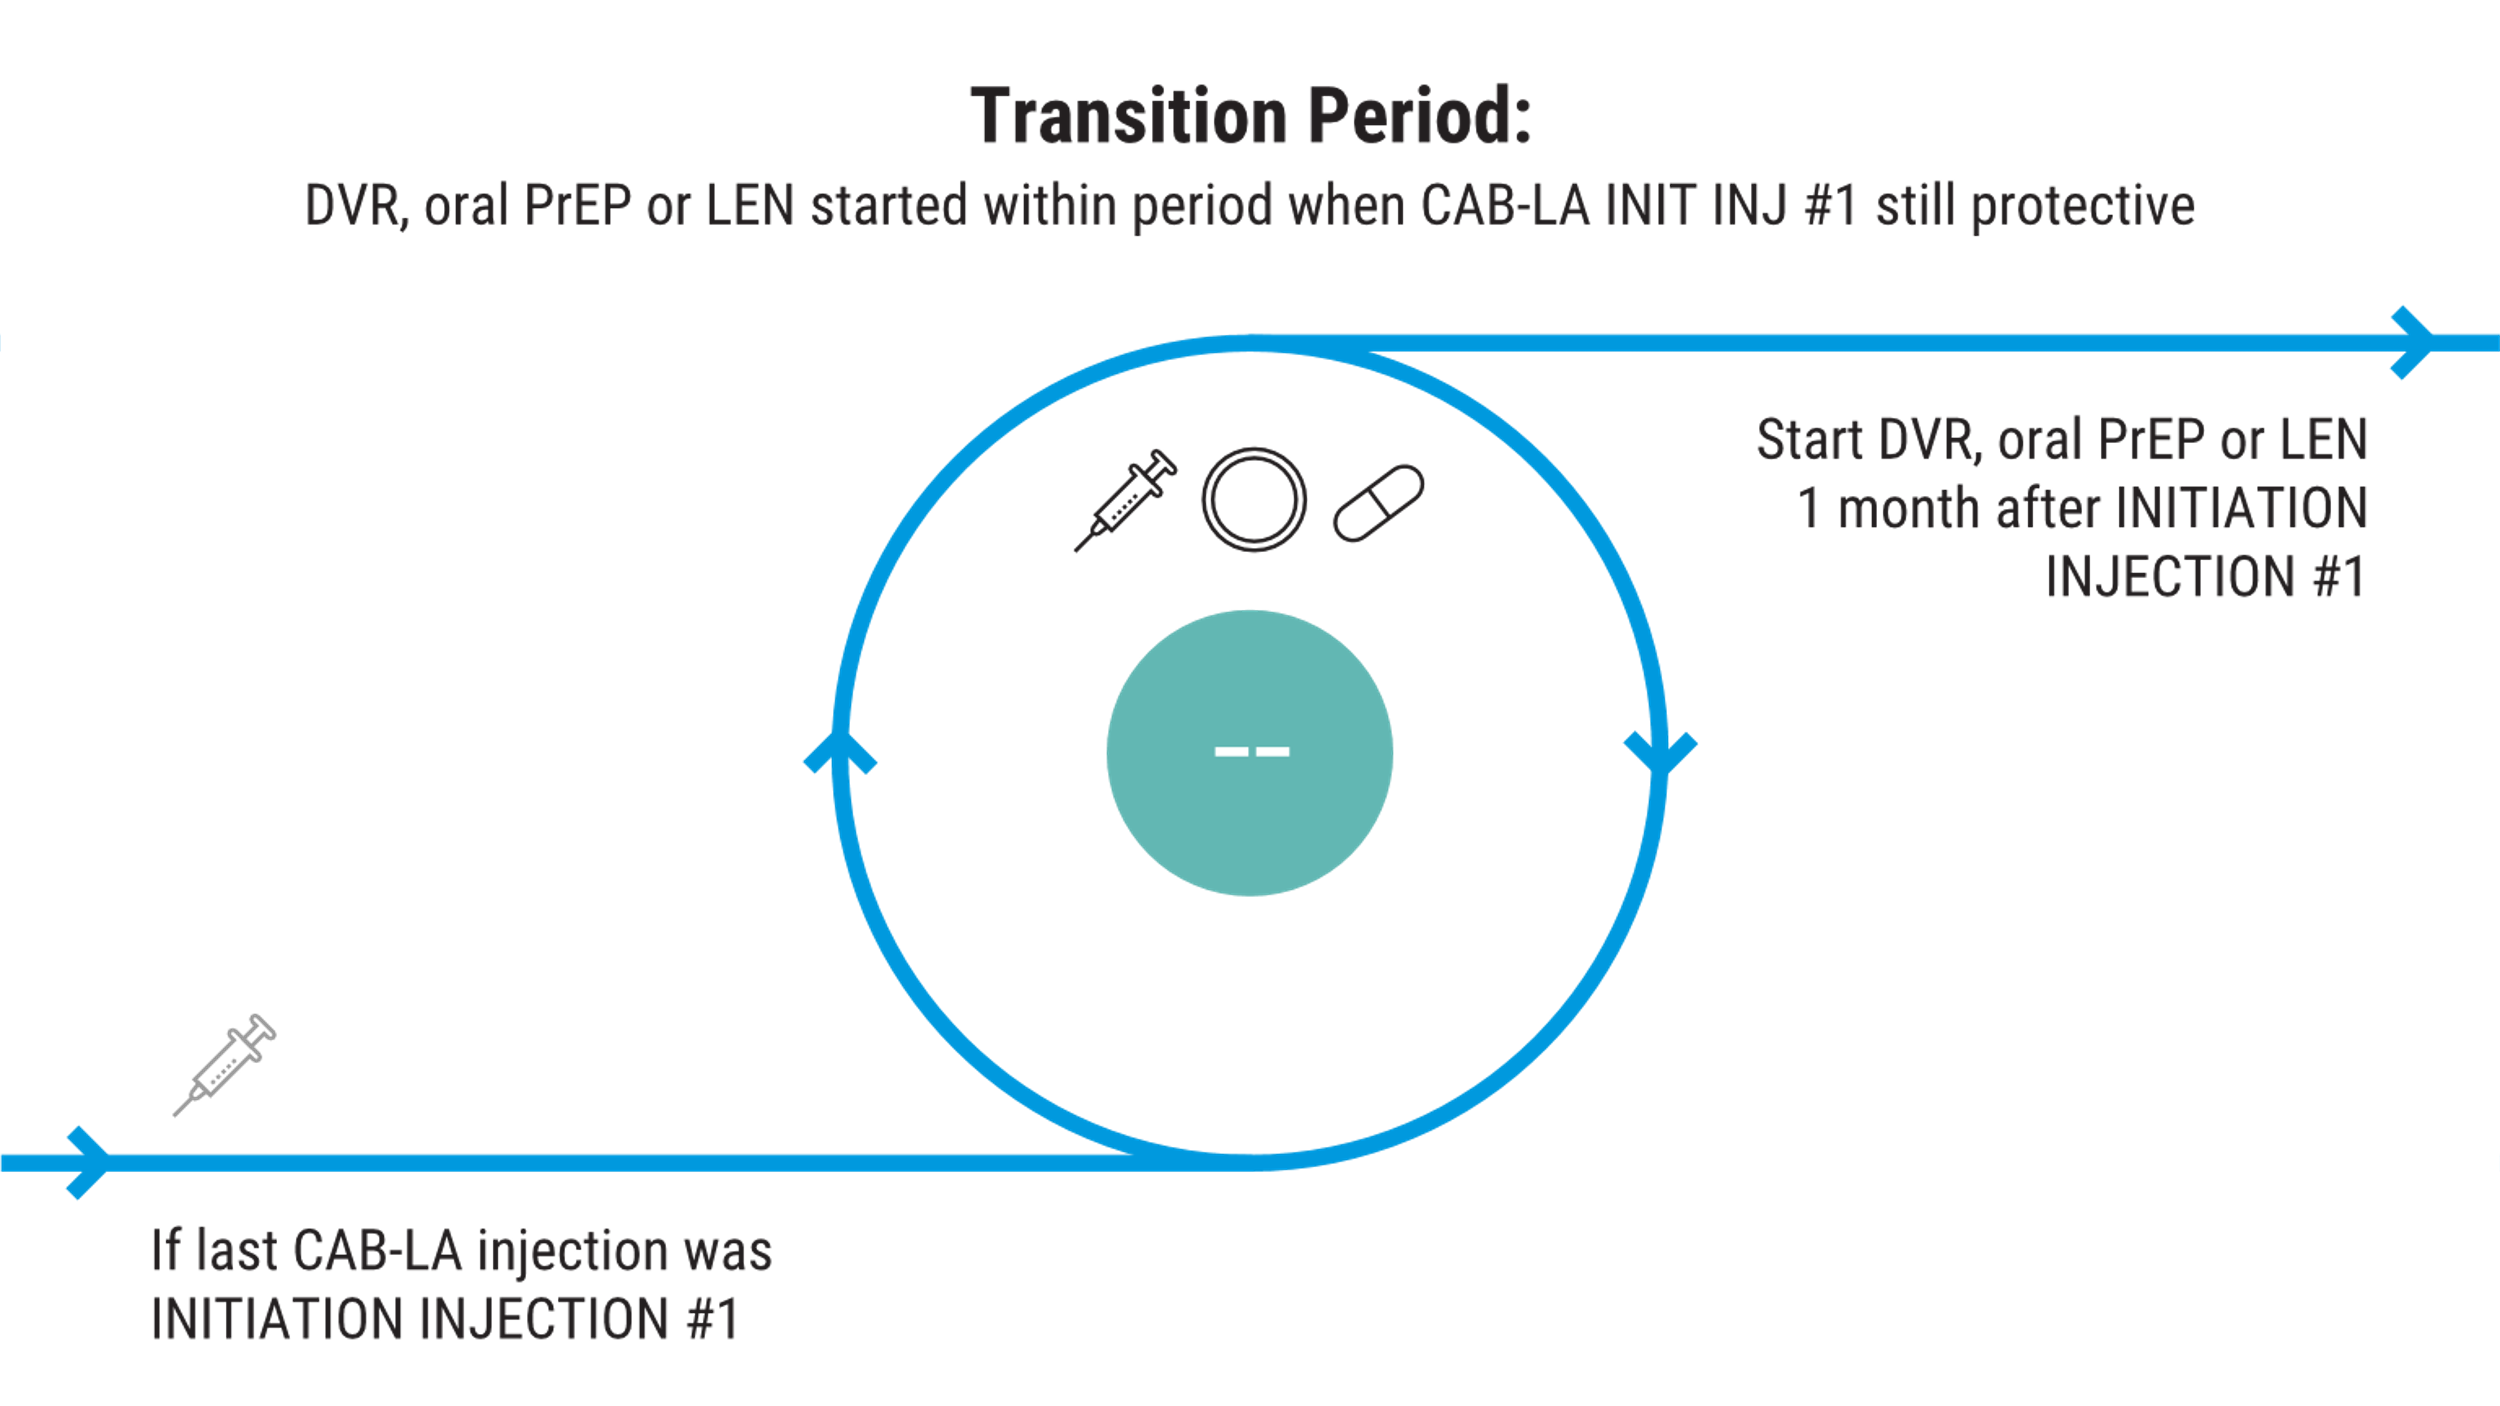 Transition Period:
DVR, oral PrEP or LEN started within period when CAB-LA INIT INJ #1 still protective
Start DVR, oral PrEP or LEN
1 month after INITIATION
INJECTION #1
--
If last CAB-LA injection was
INITIATION INJECTION #1